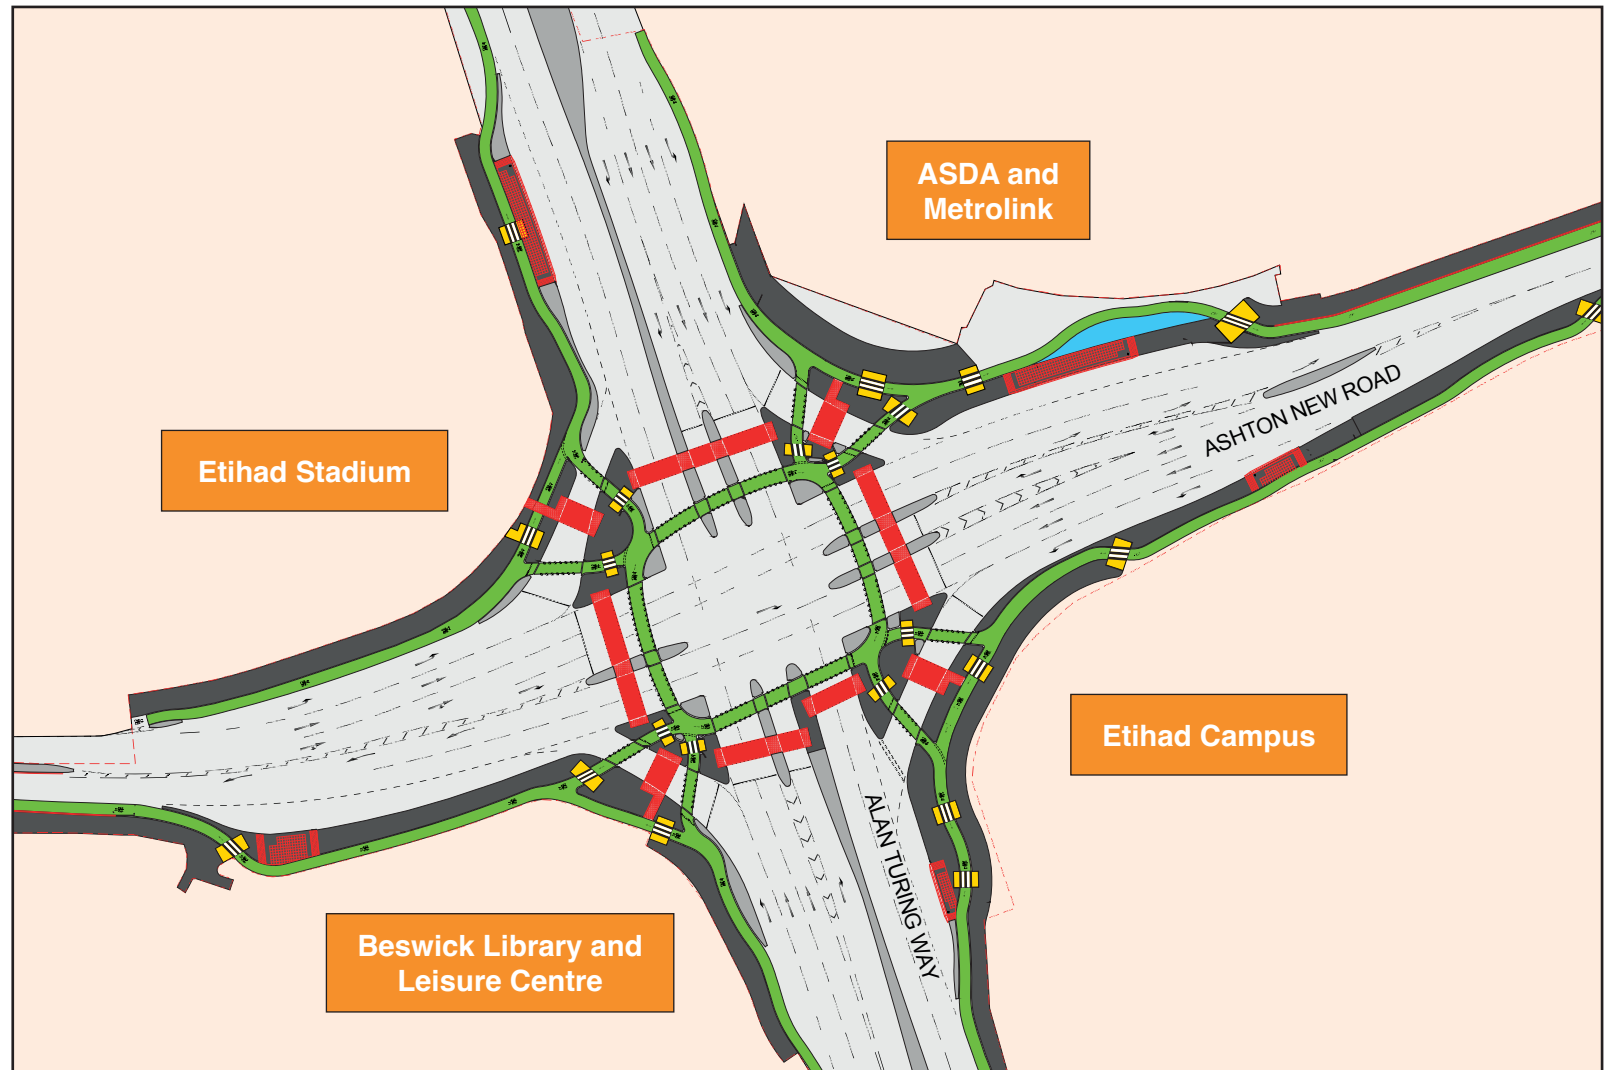 ASDA and
Metrolink
ASHTON NEW ROAD
Etihad Stadium
Etihad Campus
ALAN TURING WAY
Beswick Library and
Leisure Centre